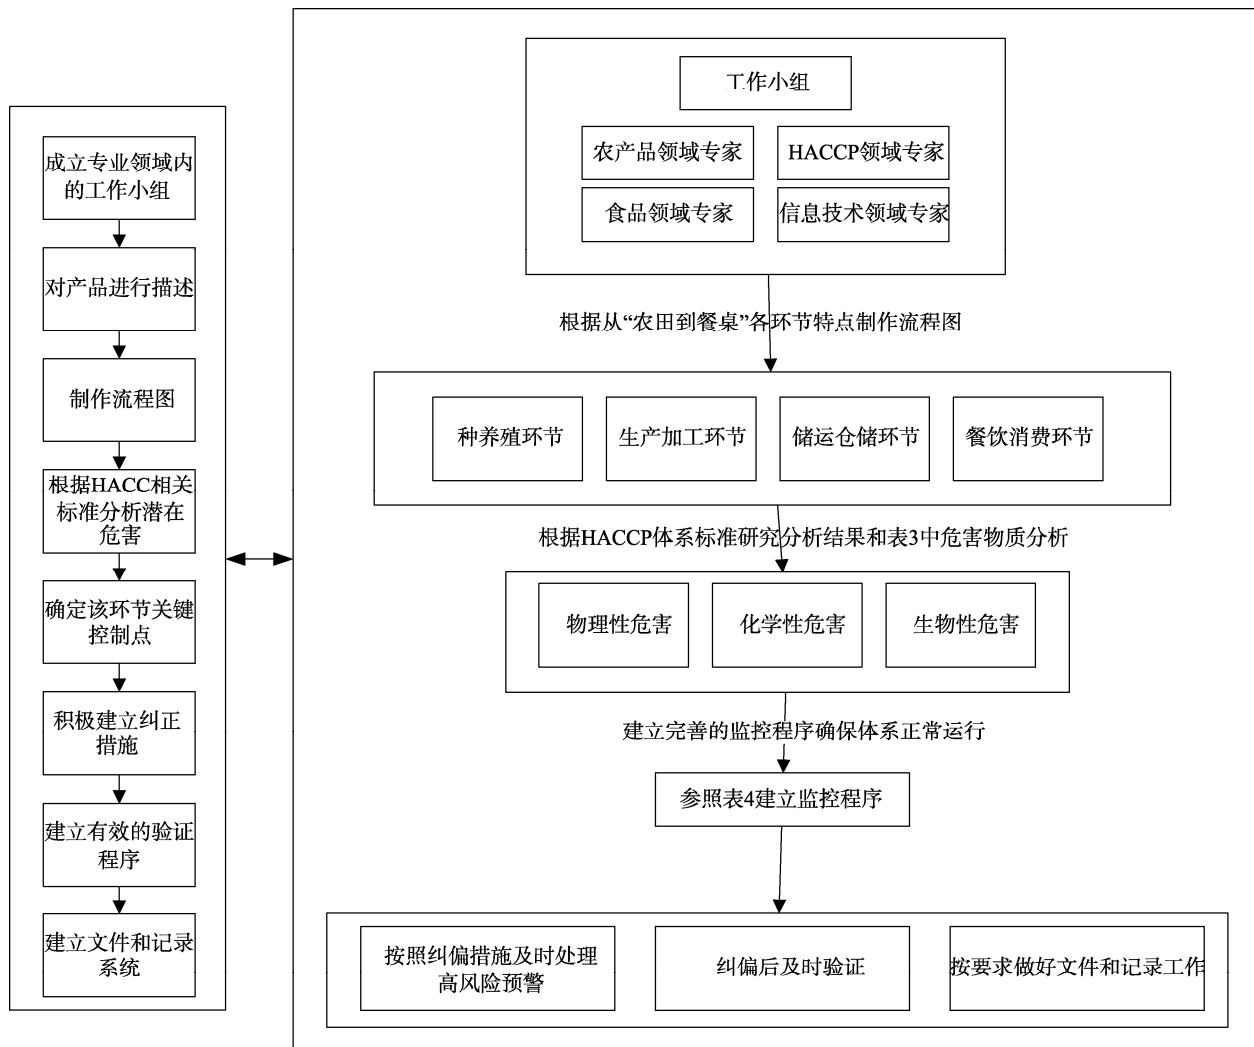 成立专业领域内
的工作小组
对产品进行描述
制作流程图
根据HACC相关
标准分析潜在
危害
确定该环节关键
控制点
积极建立纠正
措施
建立有效的验证
程序
建立文件和记录
系统
工作小组
农产品领域专家
HACCP领域专家
食品领域专家
信息技术领域专家
根据从“农田到餐桌”各环节特点制作流程图
种养殖环节
生产加工环节
储运仓储环节
餐饮消费环节
根据HACCP体系标准研究分析结果和表3中危害物质分析
物理性危害
化学性危害
生物性危害
建立完善的监控程序确保体系正常运行
参照表4建立监控程序
按照纠偏措施及时处理
高风险预警
纠偏后及时验证
按要求做好文件和记录工作